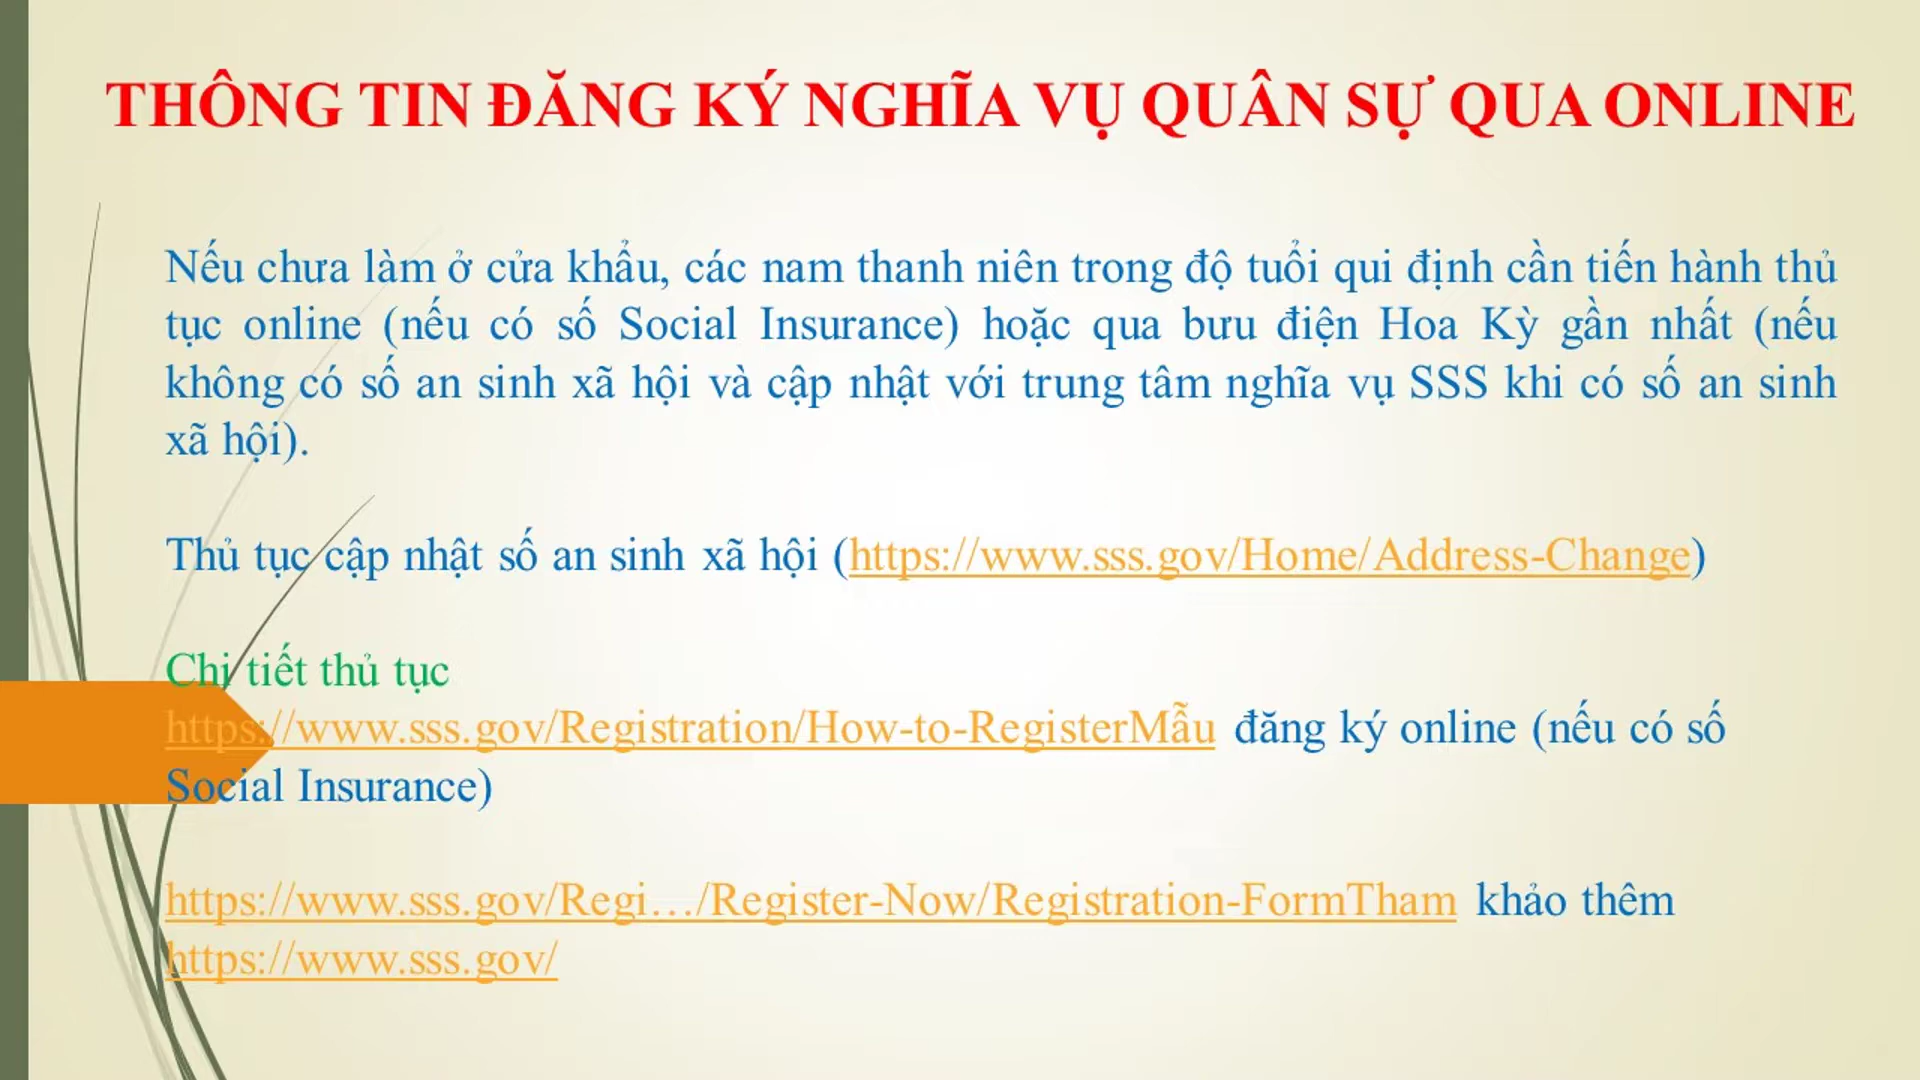 THÔNG TIN ĐĂNG KÝ NGHĨA VỤ QUÂN SỰ QUA ONLINE
Nếu chưa làm ở cửa khẩu, các nam thanh niên trong độ tuổi qui định cần tiến hành thủ
tục online (nếu có số Social Insurance) hoặc qua bưu điện Hoa Kỳ gần nhất (nếu
không có số an sinh xã hội và cập nhật với trung tâm nghĩa vụ SSS khi có số an sinh
xã hội).
Thủ tục cập nhật số an sinh xã hội (https://www.sss.gov/Home/Address-Change)
Chi tiết thủ tục
https://www.sss.gov/Registration/How-to-RegisterMẫu đăng ký online (nếu có số
Social Insurance)
https://www.sss.gov/Regi…/Register-Now/Registration-FormTham khảo thêm
https://www.sss.gov/